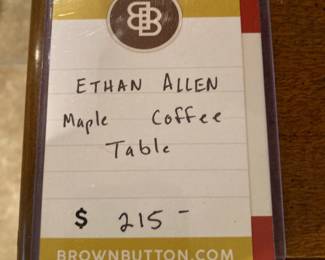 BB
ETHAN ALLEN
Maple Coffee
Table
$ 215 -
BROWNBUTTON.COM